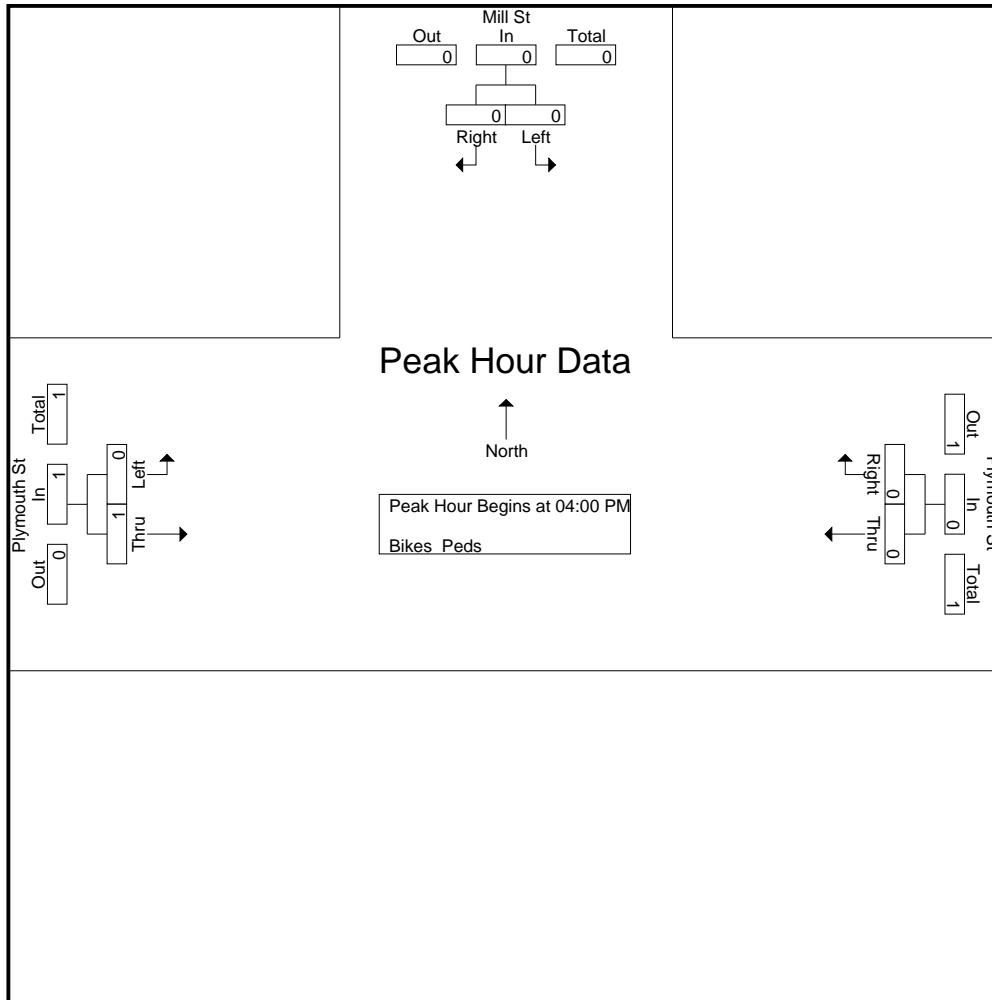 Mill St
Out In Total
0 0 0
0 0
Right Left
Peak Hour Data
North
Peak Hour Begins at 04:00 PM
Bikes Peds
Plymouth St
Total In Out
1 1 0
0 1
Left Thru
Right Thru
0 0
Out In Total
1 0 1
Plymouth St